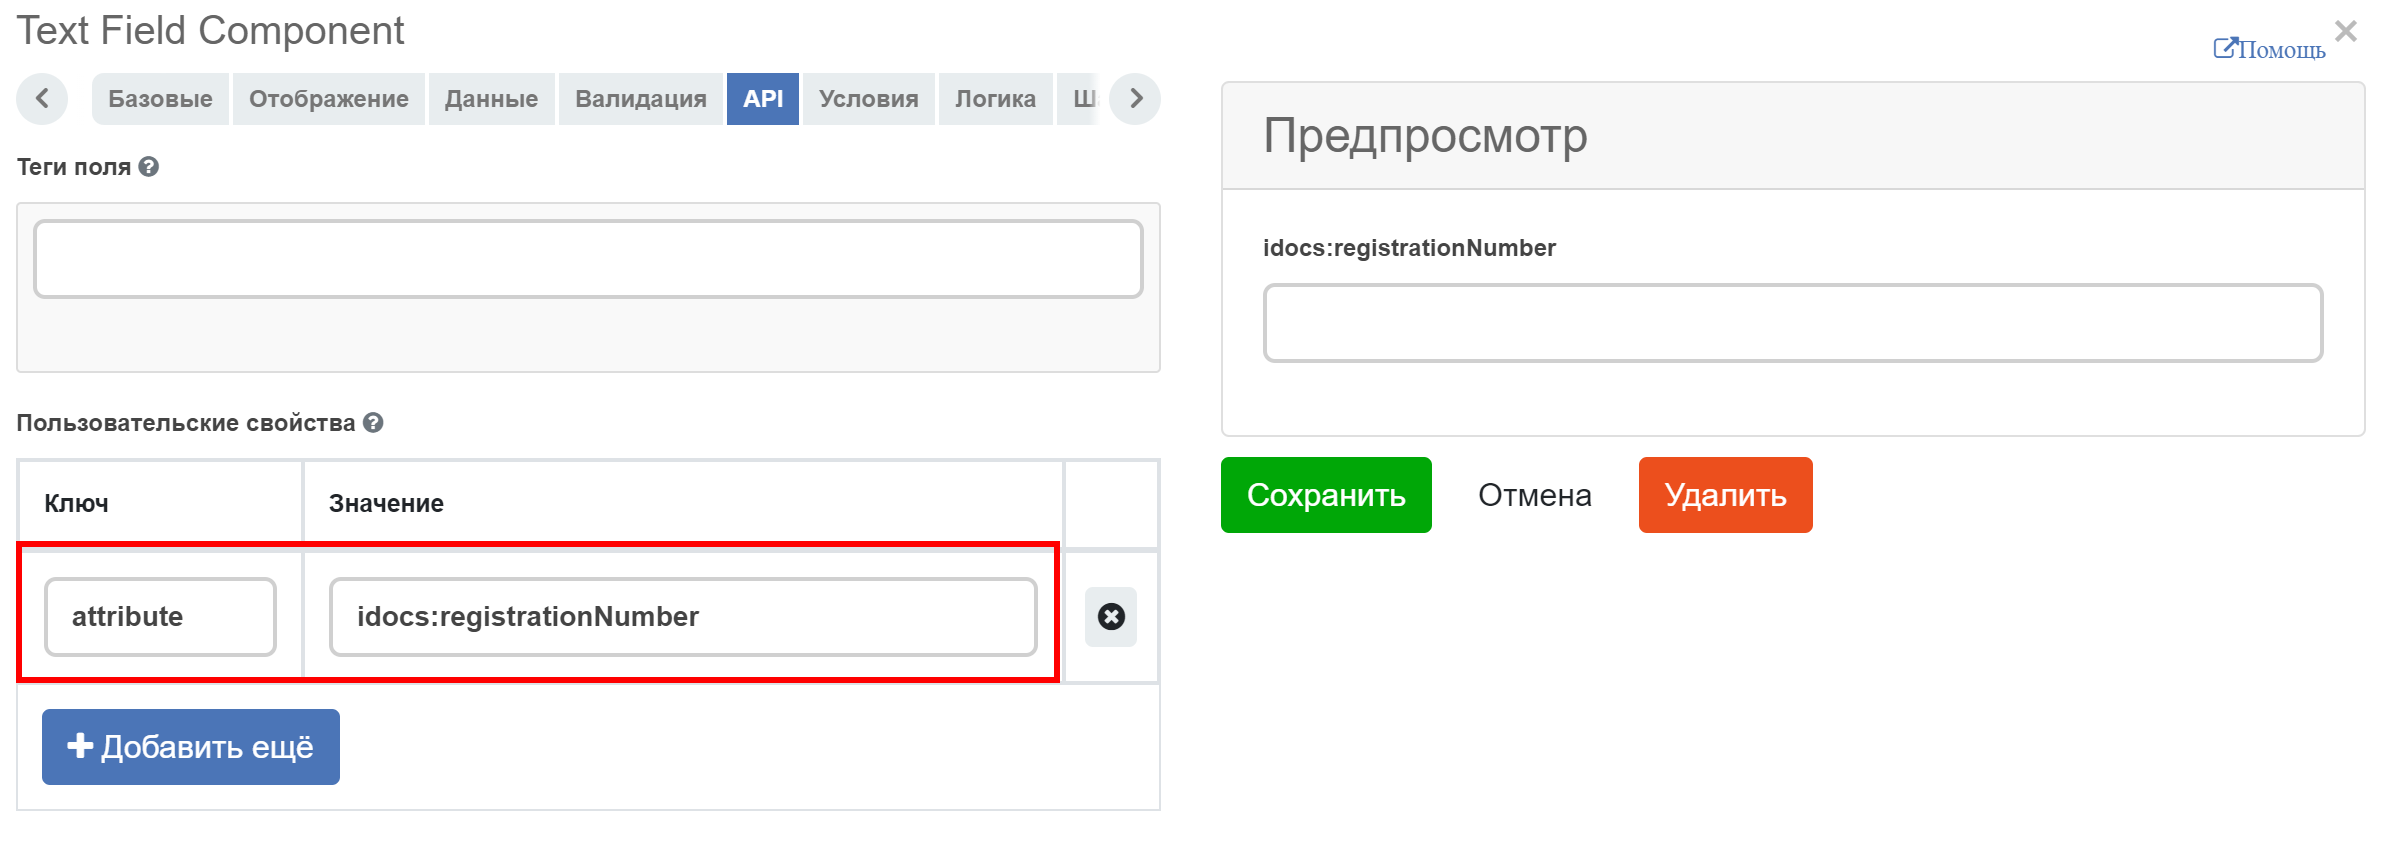 Text Field Component
Помощь
Базовые Отображение Данные Валидация API Условия Логика
Теги поля
Предпросмотр
idocs:registrationNumber
Пользовательские свойства
Ключ Значение
attribute idocs:registrationNumber
Добавить ещё
Сохранить Отмена Удалить